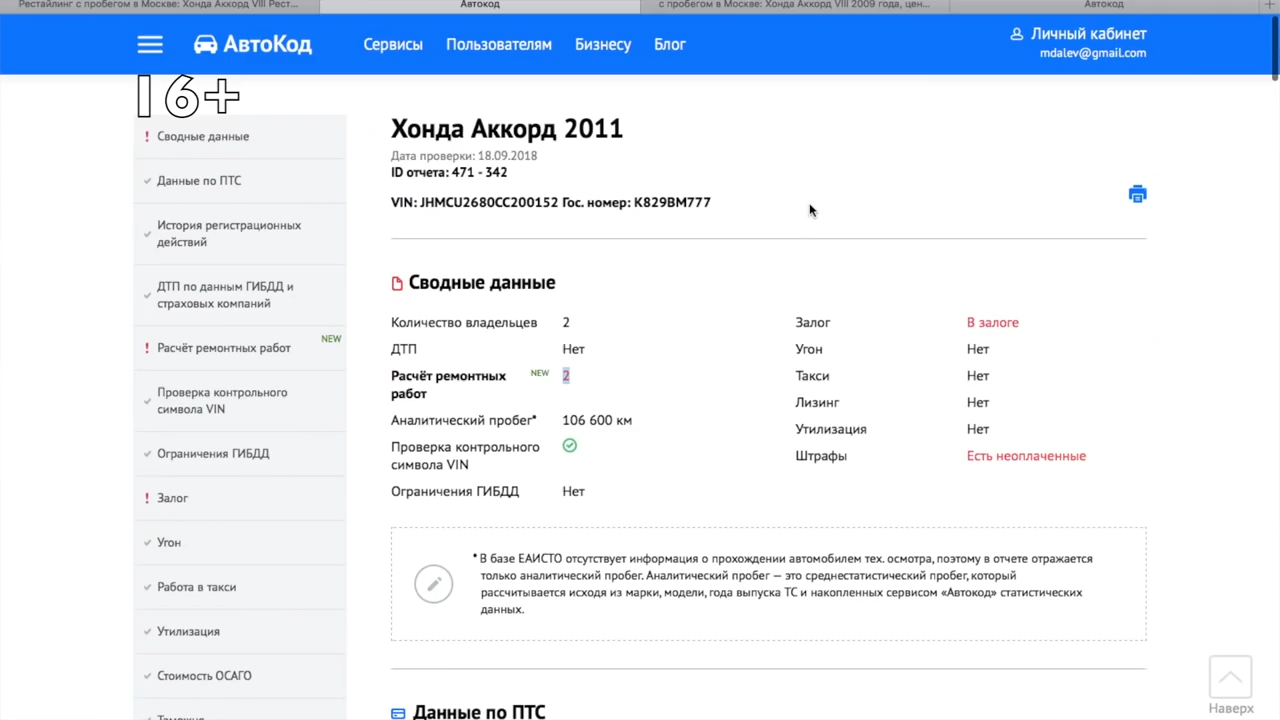 Рестайлинг с пробегом в Москве: Хонда Аккорд VIII Рест...
Автокод
с пробегом в Москве: Хонда Аккорд VIII 2009 года, цен...
Автокод
АвтоКод
Сервисы
Пользователям
Бизнесу
Блог
Личный кабинет
mdalev@gmail.com
16+
Сводные данные
Данные по ПТС
История регистрационных
действий
ДТП по данным ГИБДД и
страховых компаний
Расчёт ремонтных работ
NEW
Проверка контрольного
символа VIN
Ограничения ГИБДД
Залог
Угон
Работа в такси
Утилизация
Стоимость ОСАГО
Хонда Аккорд 2011
Дата проверки: 18.09.2018
ID отчета: 471 - 342
VIN: JHMCU2680CC200152 Гос. номер: К829ВМ777
Сводные данные
Количество владельцев 2
ДТП Нет
Расчёт ремонтных NEW 2
работ
Аналитический пробег* 106 600 км
Проверка контрольного
символа VIN
Ограничения ГИБДД Нет
Залог В залоге
Угон Нет
Такси Нет
Лизинг Нет
Утилизация Нет
Штрафы Есть неоплаченные
* В базе ЕАИСТО отсутствует информация о прохождении автомобилем тех. осмотра, поэтому в отчете отражается
только аналитический пробег. Аналитический пробег — это среднестатистический пробег, который
рассчитывается исходя из марки, модели, года выпуска ТС и накопленных сервисом «Автокод» статистических
данных.
Данные по ПТС
Наверх